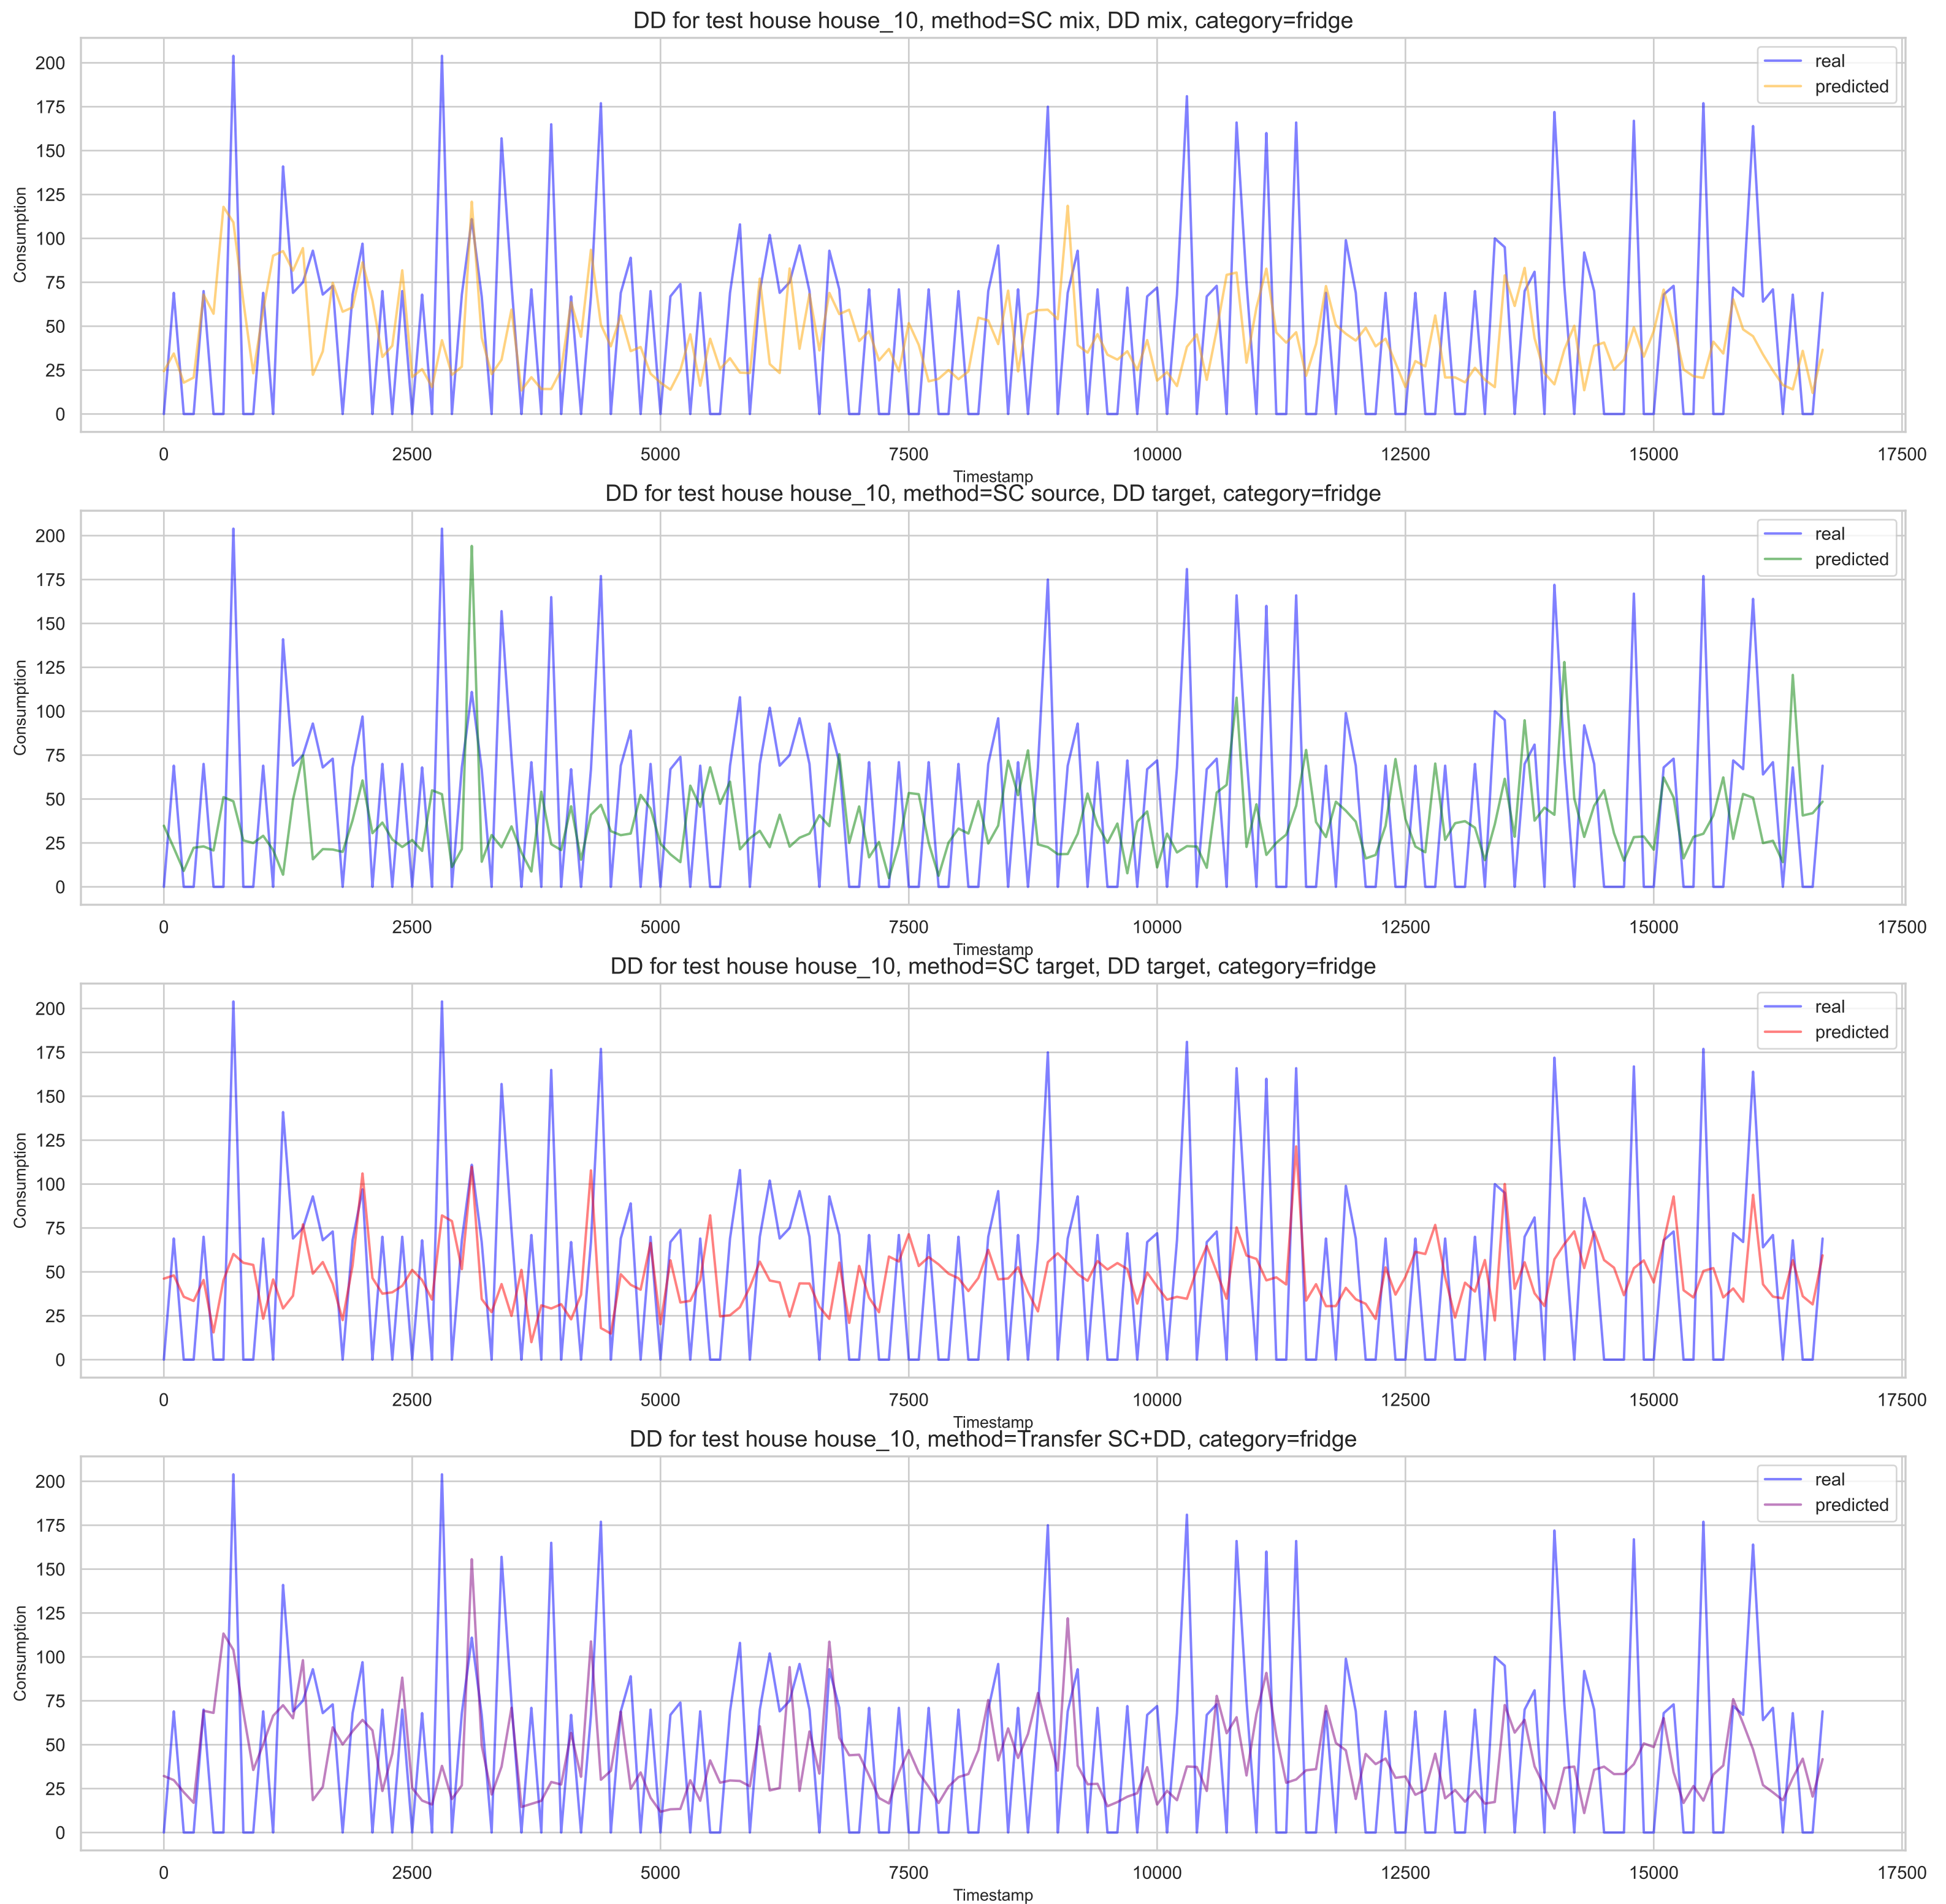 DD for test house house_10, method=SC mix, DD mix, category=fridge
200
175
150
125
100
75
50
25
0
Consumption
real
predicted
0 2500 5000 7500 10000 12500 15000 17500
Timestamp
DD for test house house_10, method=SC source, DD target, category=fridge
200
175
150
125
100
75
50
25
0
Consumption
real
predicted
0 2500 5000 7500 10000 12500 15000 17500
Timestamp
DD for test house house_10, method=SC target, DD target, category=fridge
200
175
150
125
100
75
50
25
0
Consumption
real
predicted
0 2500 5000 7500 10000 12500 15000 17500
Timestamp
DD for test house house_10, method=Transfer SC+DD, category=fridge
200
175
150
125
100
75
50
25
0
Consumption
real
predicted
0 2500 5000 7500 10000 12500 15000 17500
Timestamp